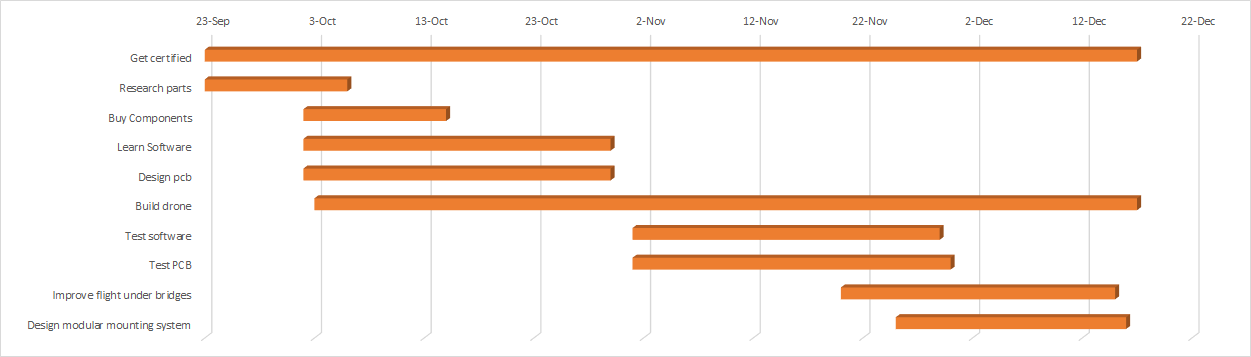 23-Sep 3-Oct 13-Oct 23-Oct 2-Nov 12-Nov 22-Nov 2-Dec 12-Dec 22-Dec
Get certified
Research parts
Buy Components
Learn Software
Design pcb
Build drone
Test software
Test PCB
Improve flight under bridges
Design modular mounting system